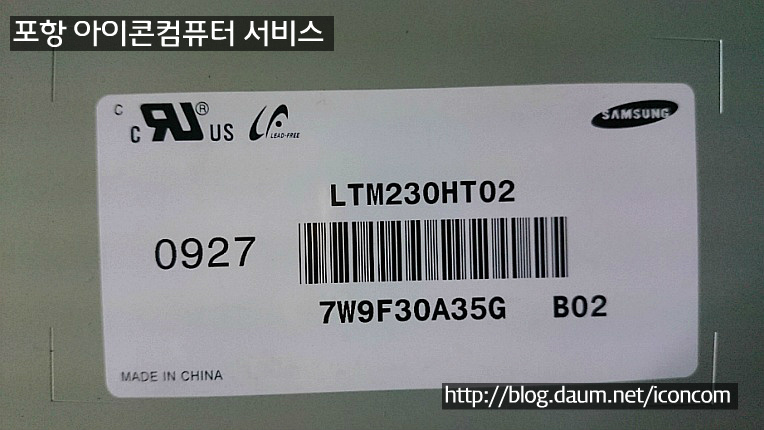 포항 아이콘컴퓨터 서비스
C
c RU ® US
LEAD-FREE
SAMSUNG
LTM230HT02
0927
7W9F30A35G B02
MADE IN CHINA
http://blog.daum.net/iconcom